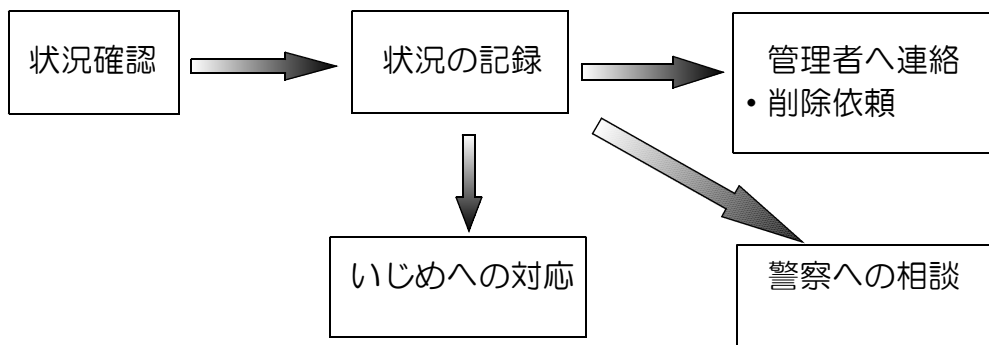 状況確認
状況の記録
管理者へ連絡
・削除依頼
いじめへの対応
警察への相談